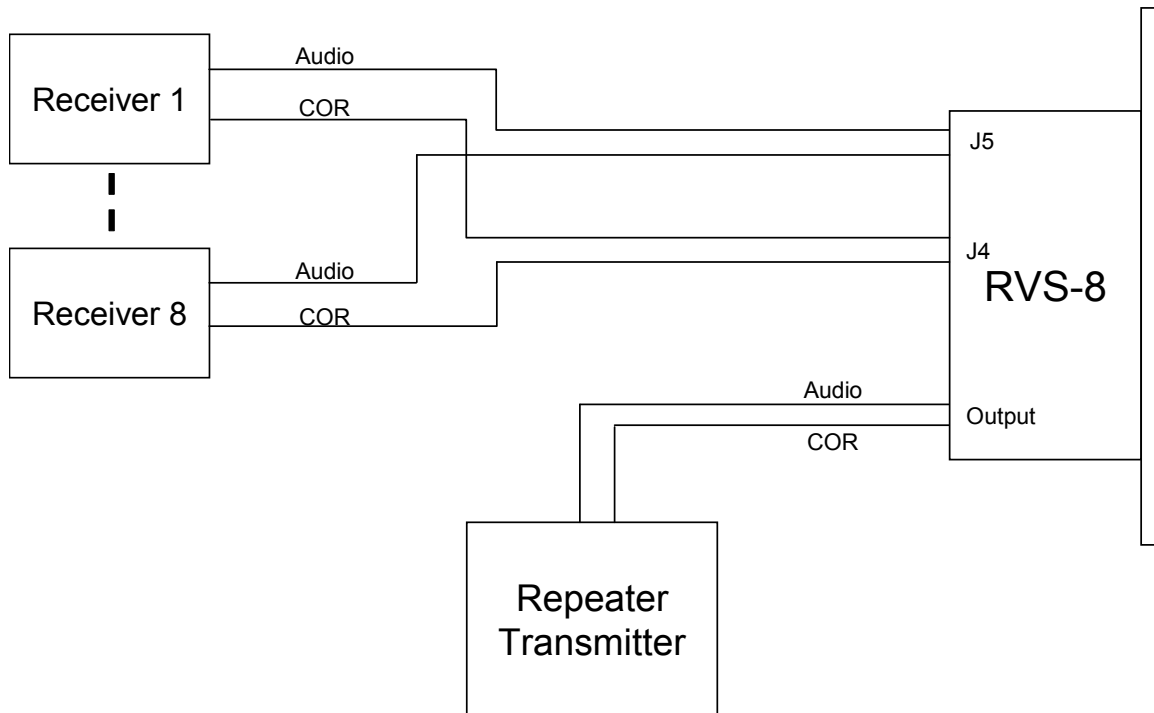 Receiver 1
Audio
COR
J5
Receiver 8
Audio
COR
J4
RVS-8
Audio
COR
Output
Repeater
Transmitter